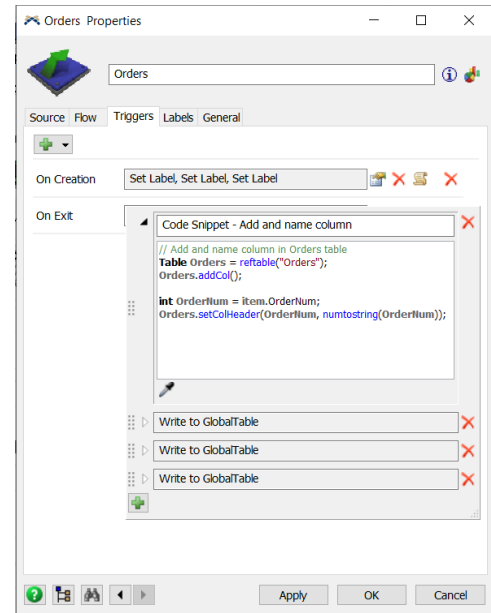 Orders Properties
Orders
Source Flow Triggers Labels General
On Creation Set Label, Set Label, Set Label
On Exit
Code Snippet - Add and name column
// Add and name column in Orders table
Table Orders = reftable("Orders");
Orders.addCol();
int OrderNum = item.OrderNum;
Orders.setColHeader(OrderNum, numtostring(OrderNum));
Write to GlobalTable
Write to GlobalTable
Write to GlobalTable
Apply OK Cancel